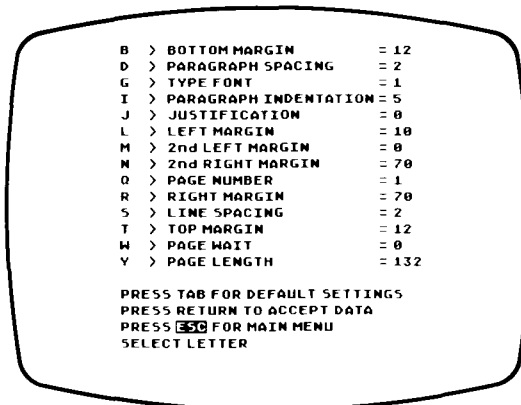 B > BOTTOM MARGIN = 12
D > PARAGRAPH SPACING = 2
G > TYPE FONT = 1
I > PARAGRAPH INDENTATION = 5
J > JUSTIFICATION = 0
L > LEFT MARGIN = 10
M > 2nd LEFT MARGIN = 0
N > 2nd RIGHT MARGIN = 70
Q > PAGE NUMBER = 1
R > RIGHT MARGIN = 70
S > LINE SPACING = 2
T > TOP MARGIN = 12
W > PAGE WAIT = 0
Y > PAGE LENGTH = 132
PRESS TAB FOR DEFAULT SETTINGS
PRESS RETURN TO ACCEPT DATA
PRESS ESC FOR MAIN MENU
SELECT LETTER